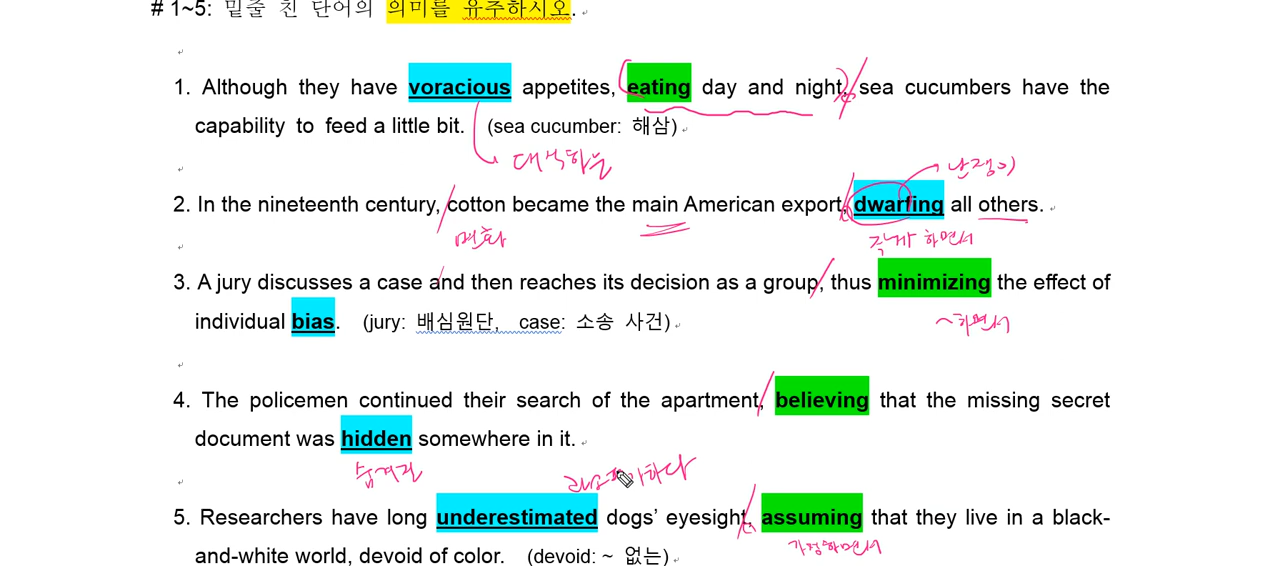 # 1~5: 밑줄 친 단어의 의미를 유추하시오.
1. Although they have voracious appetites, eating day and night, sea cucumbers have the
capability to feed a little bit. (sea cucumber: 해삼)
대식하는
난쟁이
2. In the nineteenth century, cotton became the main American export, dwarfing all others.
면화
작게 하면서
3. A jury discusses a case and then reaches its decision as a group, thus minimizing the effect of
individual bias. (jury: 배심원단, case: 소송 사건)
~하면서
4. The policemen continued their search of the apartment, believing that the missing secret
document was hidden somewhere in it.
숨겨진
5. Researchers have long underestimated dogs’ eyesight, assuming that they live in a black-
and-white world, devoid of color. (devoid: ~ 없는)
가정하면서